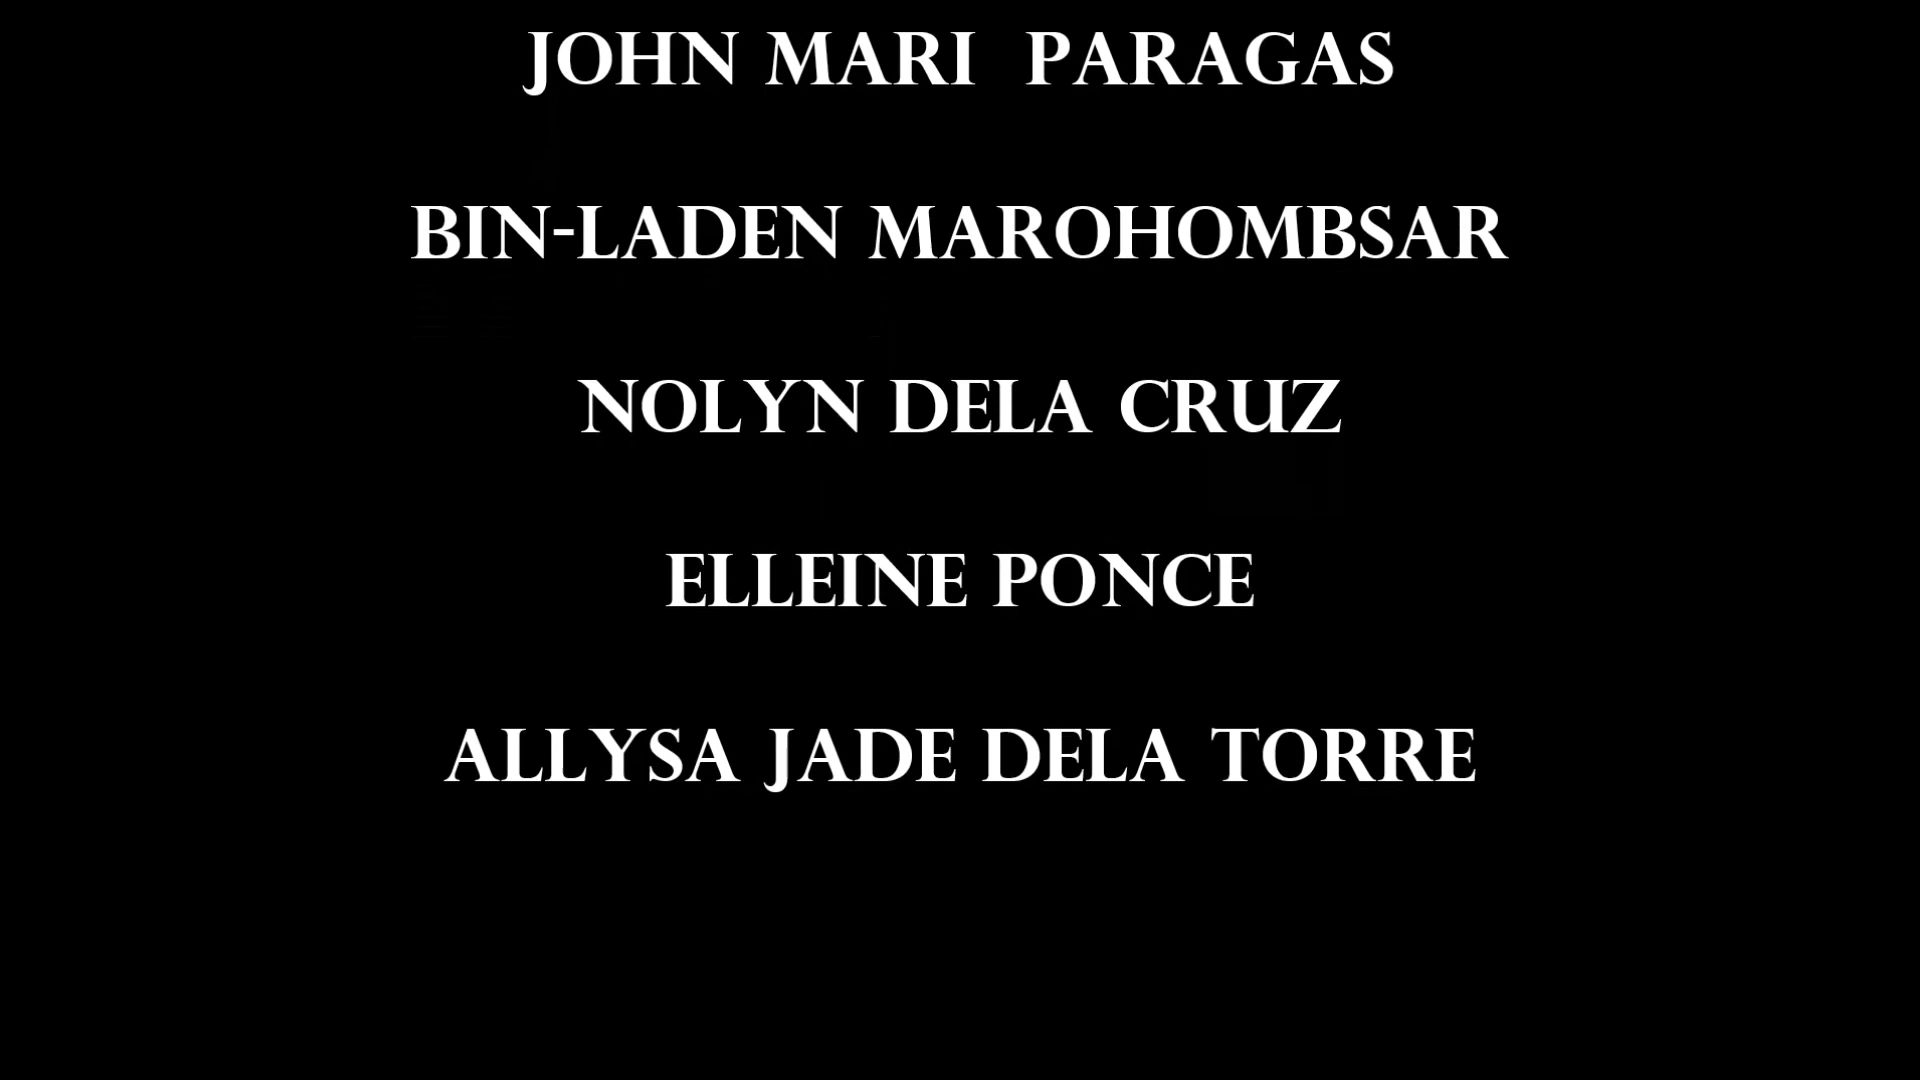 JOHN MARI PARAGAS
BIN-LADEN MAROHOMBSAR
NOLYN DELA CRUZ
ELLEINE PONCE
ALLYSA JADE DELA TORRE